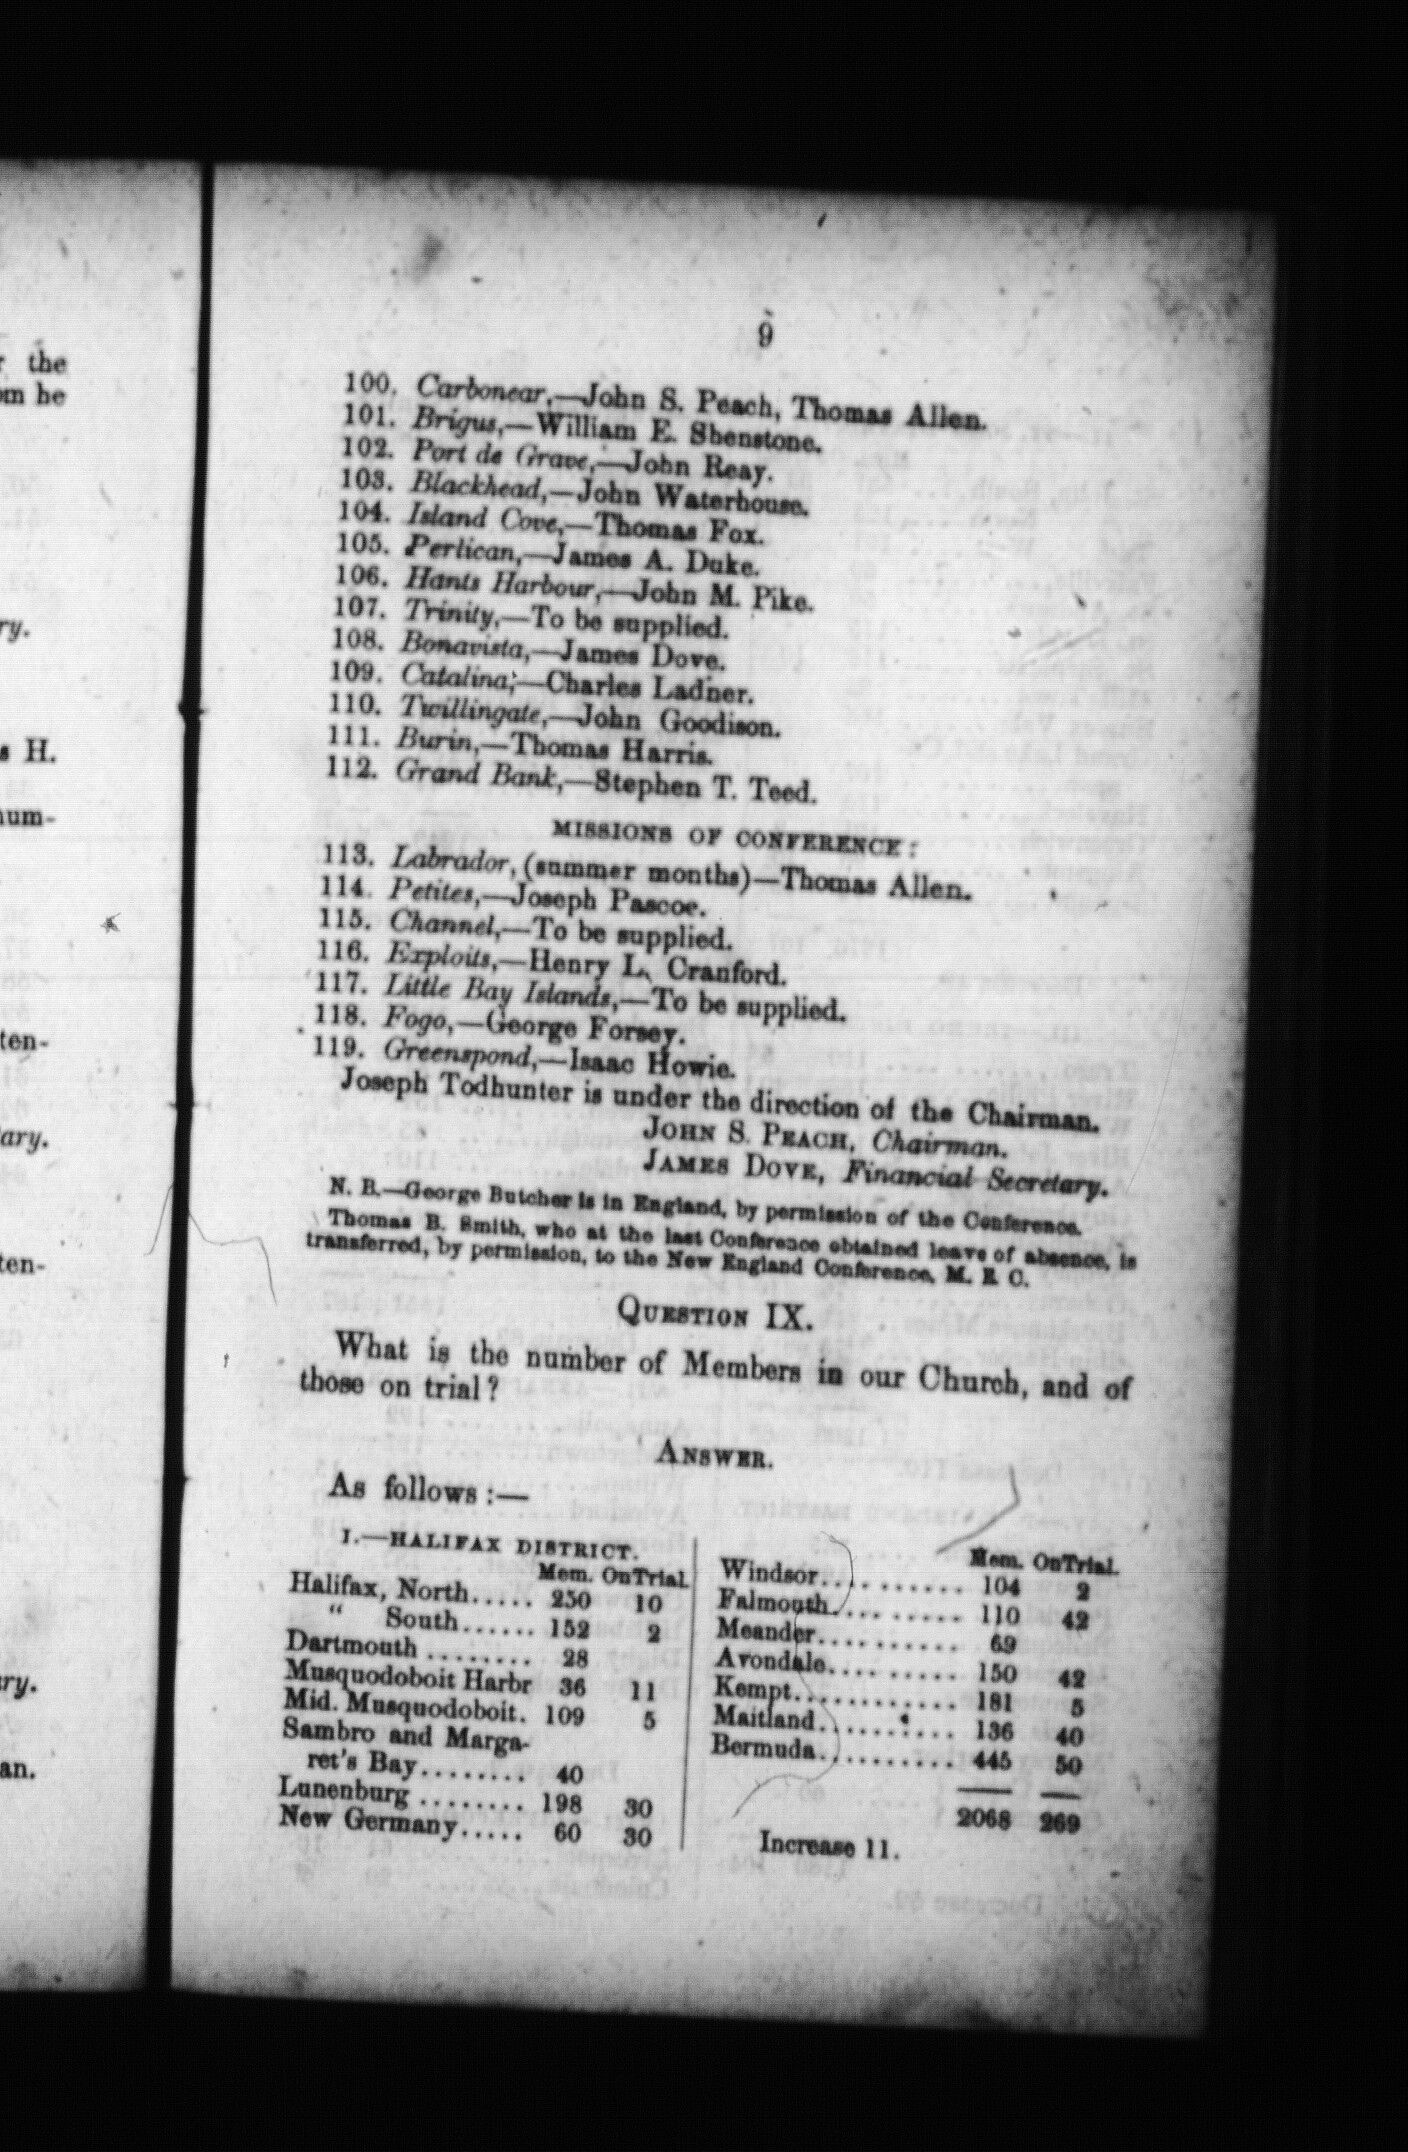 9
100. Carbonear,—John S. Peach, Thomas Allen.
101. Brigus,—William E. Shenstone.
102. Port de Grave,—John Reay.
103. Blackhead,—John Waterhouse.
104. Island Cove,—Thomas Fox.
105. Perlican,—James A. Duke.
106. Hants Harbour,—John M. Pike.
107. Trinity,—To be supplied.
108. Bonavista,—James Dove.
109. Catalina,—Charles Ladner.
110. Twillingate,—John Goodison.
111. Burin,—Thomas Harris.
112. Grand Bank,—Stephen T. Teed.
MISSIONS OF CONFERENCE:
113. Labrador, (summer months)—Thomas Allen.
114. Petites,—Joseph Pascoe.
115. Channel,—To be supplied.
116. Exploits,—Henry L. Cranford.
117. Little Bay Islands,—To be supplied.
118. Fogo,—George Forsey.
119. Greenspond,—Isaac Howie.
Joseph Todhunter is under the direction of the Chairman.
JOHN S. PEACH, Chairman.
JAMES DOVE, Financial Secretary.
N. B.—George Butcher is in England, by permission of the Conference.
Thomas B. Smith, who at the last Conference obtained leave of absence, is
transferred, by permission, to the New England Conference, M. E. C.
QUESTION IX.
What is the number of Members in our Church, and of
those on trial?
ANSWER.
As follows:—
I.—HALIFAX DISTRICT.
Mem. OnTrial.
Halifax, North..... 250 10
" South...... 152 2
Dartmouth ........ 28
Musquodoboit Harbr 36 11
Mid. Musquodoboit. 109 5
Sambro and Marga-
ret's Bay........ 40
Lunenburg ........ 198 30
New Germany..... 60 30
Mem. OnTrial.
Windsor........... 104 2
Falmouth.......... 110 42
Meander........... 69
Avondale.......... 150 42
Kempt............. 181 5
Maitland.......... 136 40
Bermuda........... 445 50
2068 269
Increase 11.